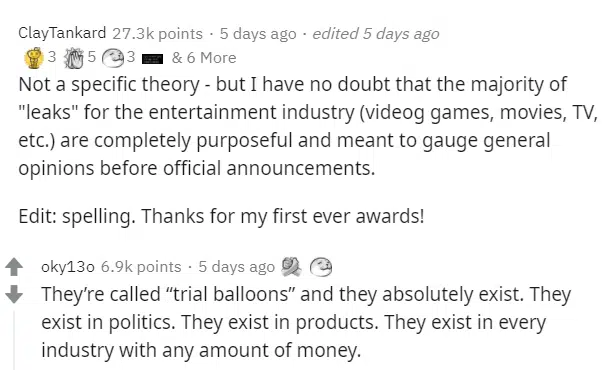 ClayTankard 27.3k points · 5 days ago · edited 5 days ago
3 5 3 & 6 More
Not a specific theory - but I have no doubt that the majority of
"leaks" for the entertainment industry (videog games, movies, TV,
etc.) are completely purposeful and meant to gauge general
opinions before official announcements.
Edit: spelling. Thanks for my first ever awards!
oky13o 6.9k points · 5 days ago
They’re called “trial balloons” and they absolutely exist. They
exist in politics. They exist in products. They exist in every
industry with any amount of money.